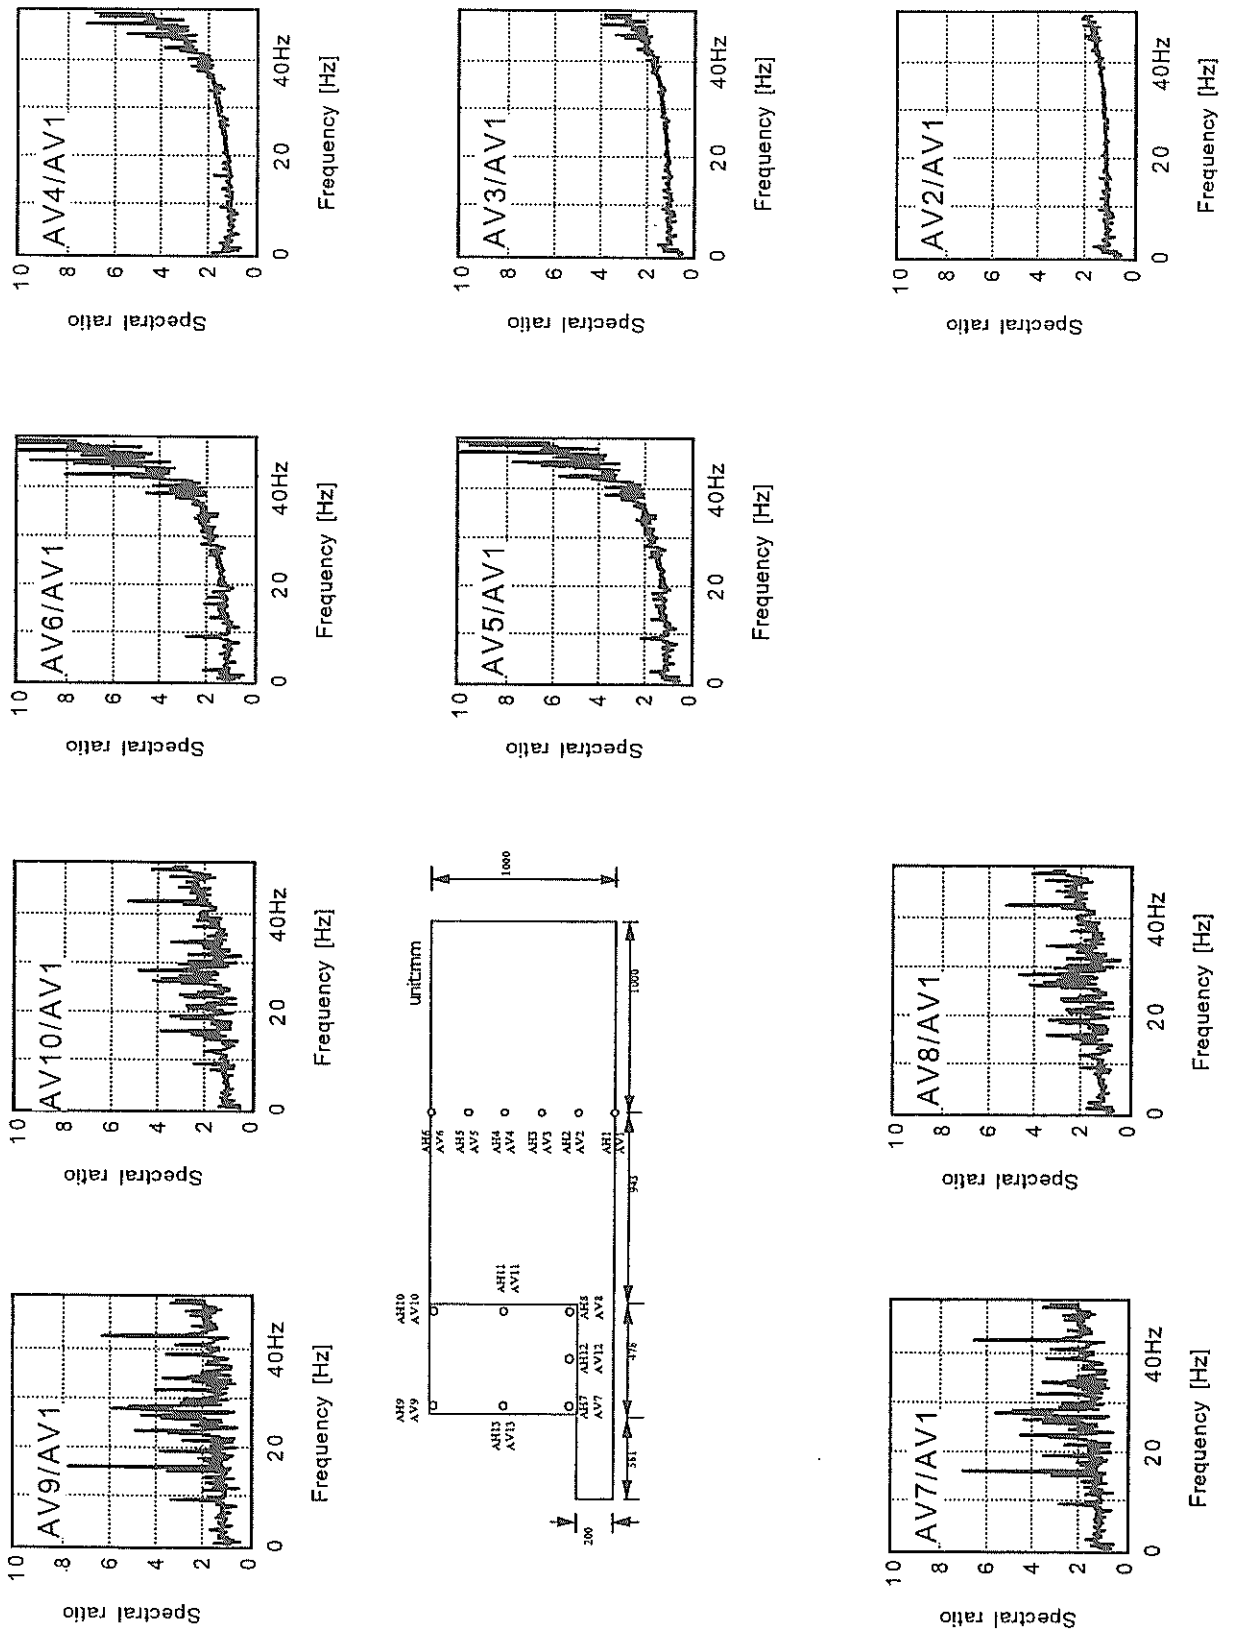 AV9/AV1
Spectral ratio
10
8
6
4
2
0
0
20
40Hz
Frequency [Hz]
AV10/AV1
Spectral ratio
10
8
6
4
2
0
0
20
40Hz
Frequency [Hz]
AV6/AV1
Spectral ratio
10
8
6
4
2
0
0
20
40Hz
Frequency [Hz]
AV4/AV1
Spectral ratio
10
8
6
4
2
0
0
20
40Hz
Frequency [Hz]
unit:mm
AH9
AV9
AH10
AV10
AH13
AV13
AH11
AV11
AH7
AV7
AH12
AV12
AH8
AV8
AH6
AV6
AH5
AV5
AH4
AV4
AH3
AV3
AH2
AV2
AH1
AV1
200
943
1000
1000
AV5/AV1
Spectral ratio
10
8
6
4
2
0
0
20
40Hz
Frequency [Hz]
AV3/AV1
Spectral ratio
10
8
6
4
2
0
0
20
40Hz
Frequency [Hz]
AV7/AV1
Spectral ratio
10
8
6
4
2
0
0
20
40Hz
Frequency [Hz]
AV8/AV1
Spectral ratio
10
8
6
4
2
0
0
20
40Hz
Frequency [Hz]
AV2/AV1
Spectral ratio
10
8
6
4
2
0
0
20
40Hz
Frequency [Hz]